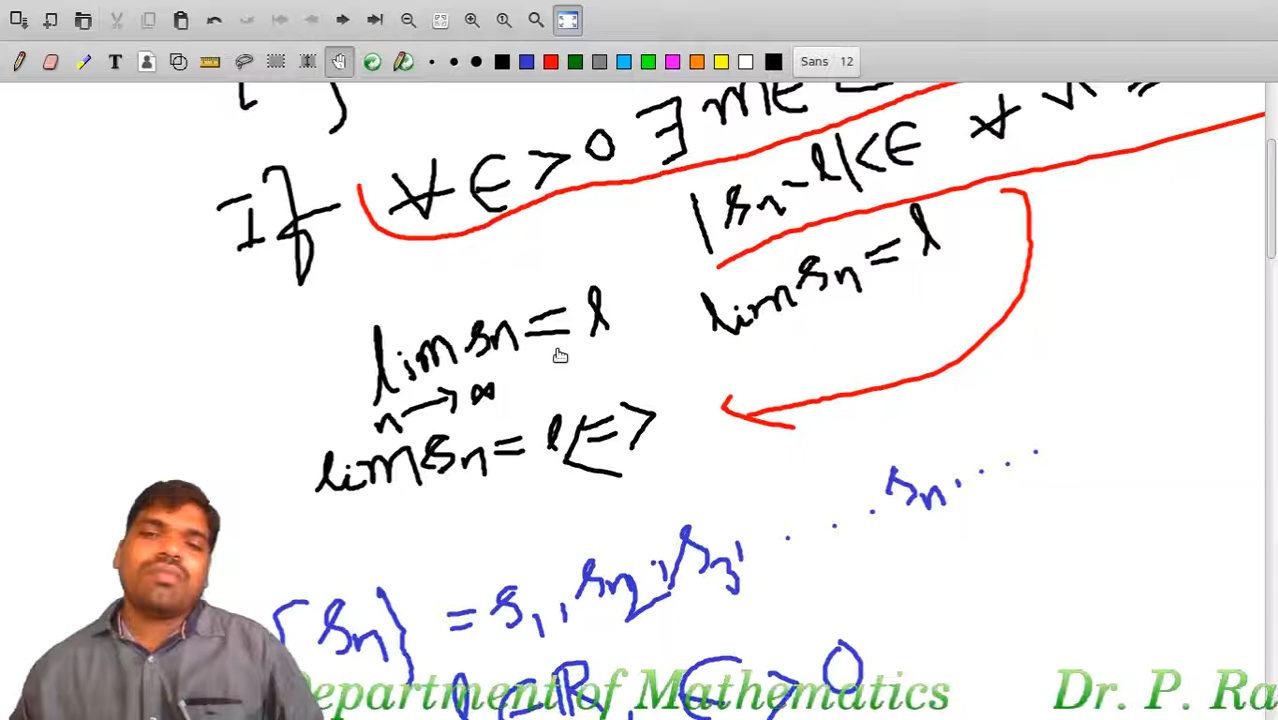 Sans 12
If ∀ ∈ > 0 ∃ m ∈
|sn - l| < ∈ ∀
lim sn = l
lim sn = l
n → ∞
lim sn = l <=>
{sn} = s1, s2, s3, . . . sn . . . .
l ∈ ℝ, ∈ > 0
Department of Mathematics Dr. P. Ra